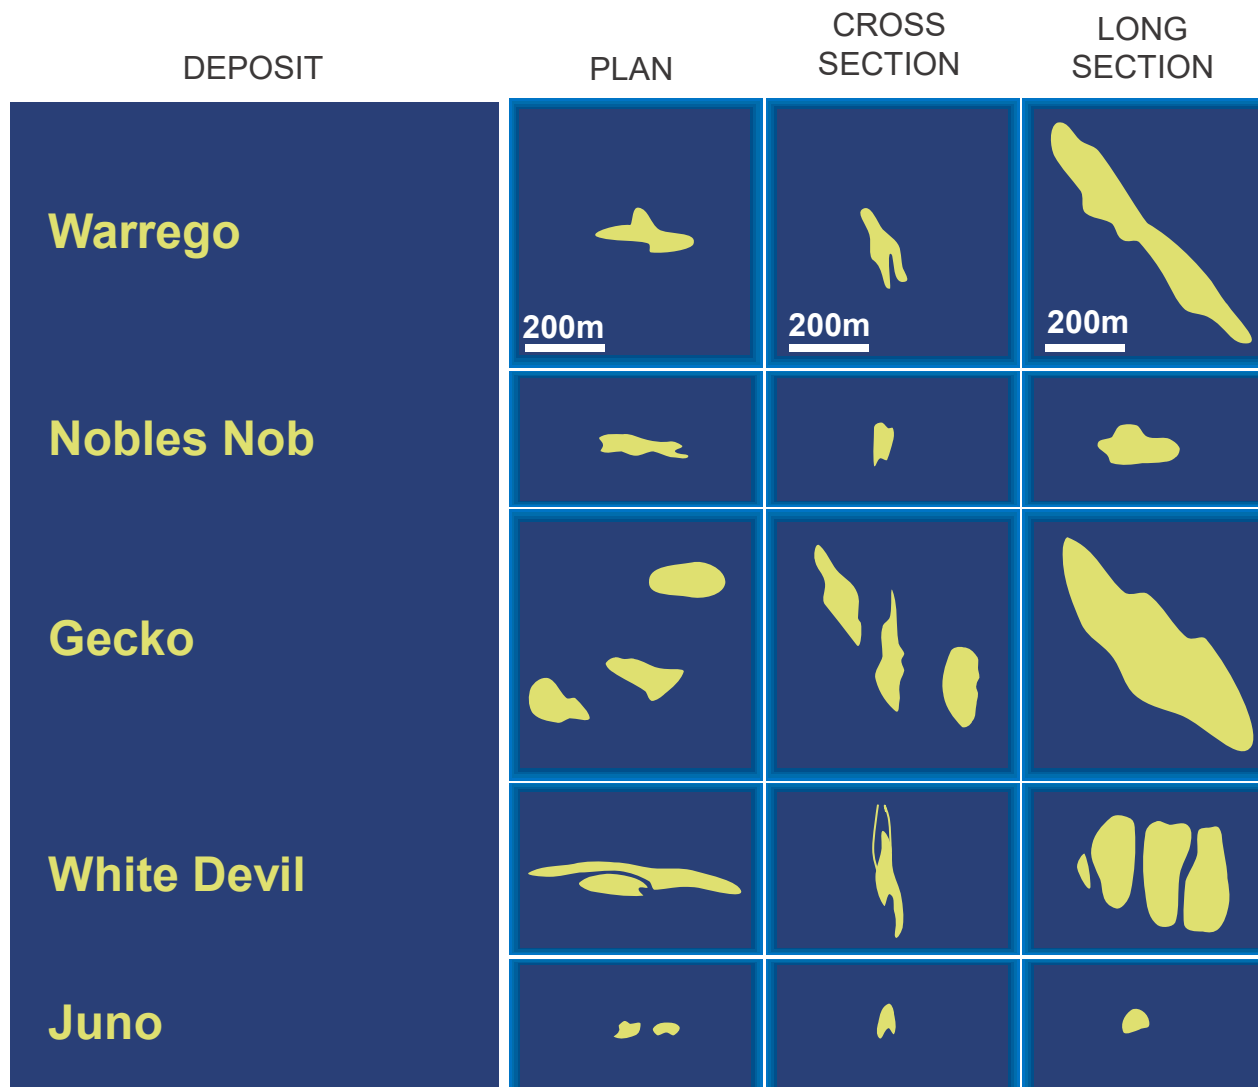 DEPOSIT
PLAN
CROSS
SECTION
LONG
SECTION
Warrego
200m
200m
200m
Nobles Nob
Gecko
White Devil
Juno